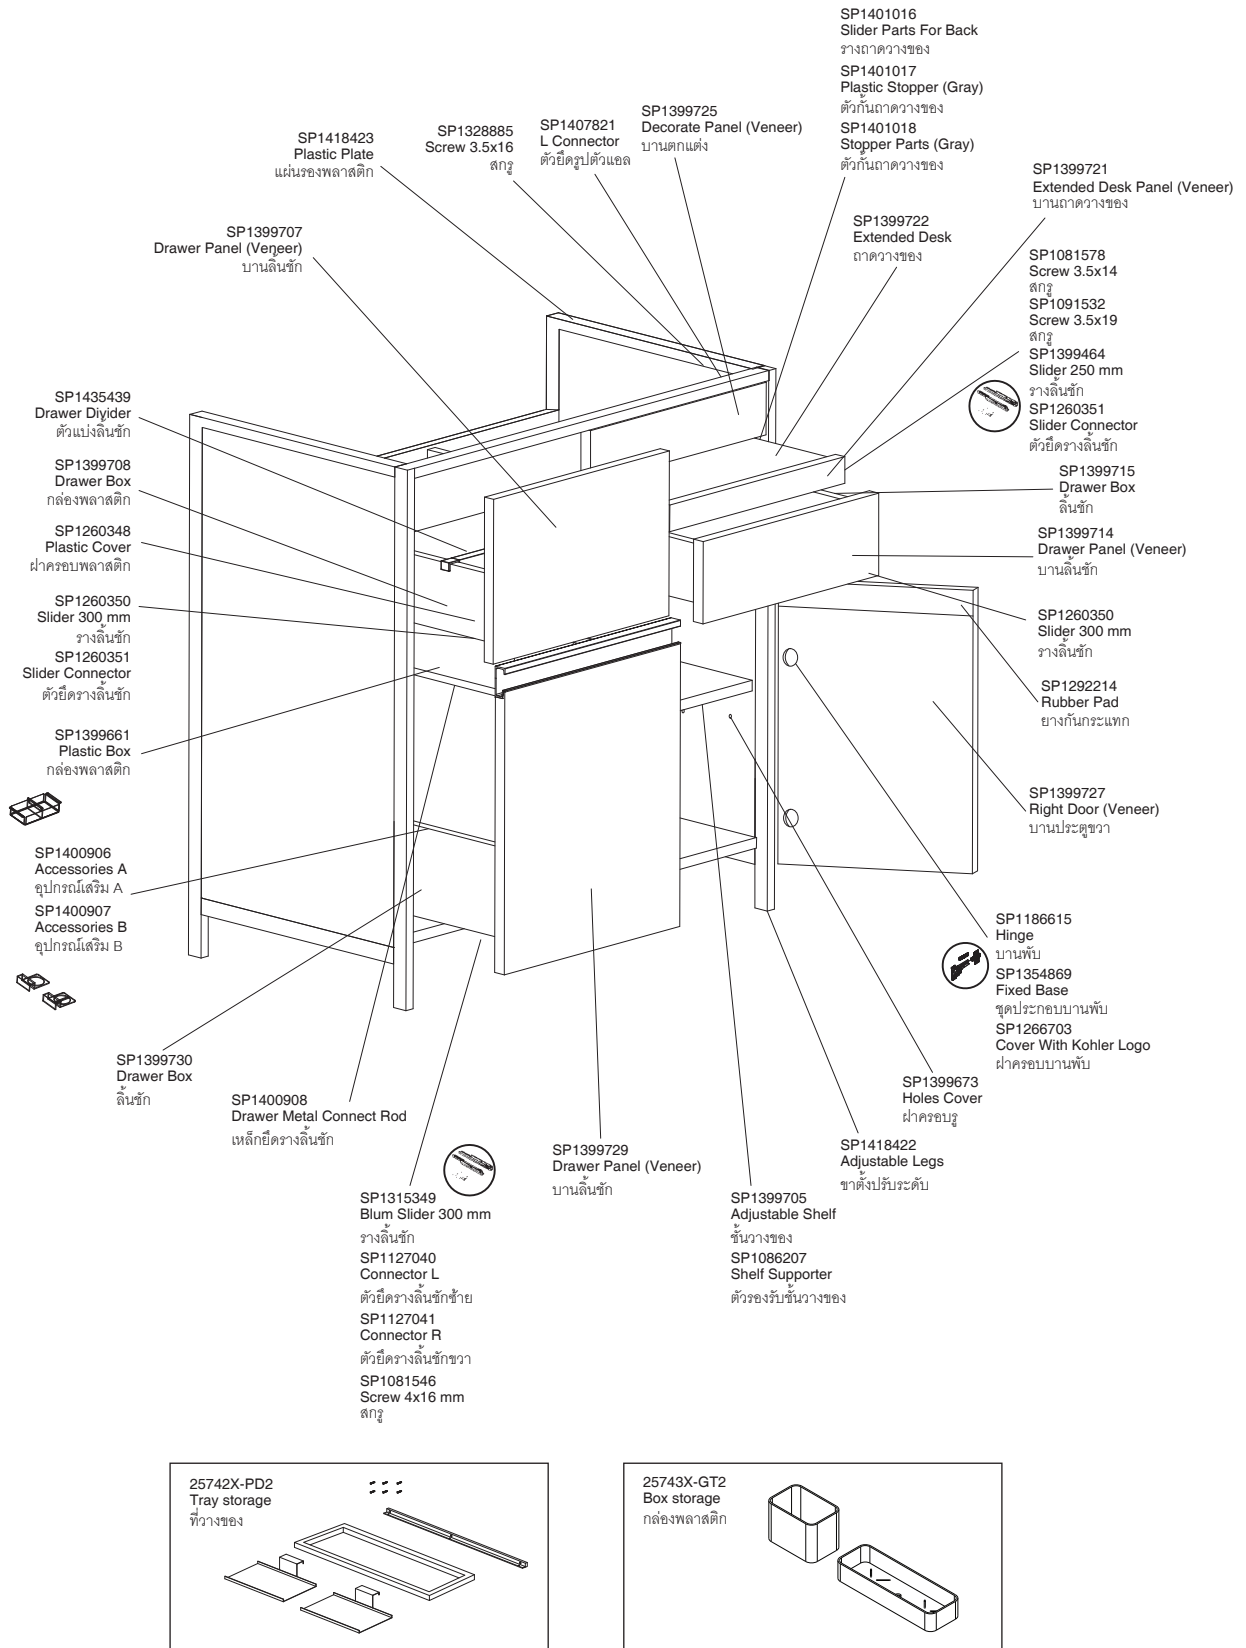 SP1401016
Slider Parts For Back
รางถาดวางของ
SP1401017
Plastic Stopper (Gray)
ตัวกั้นถาดวางของ
SP1401018
Stopper Parts (Gray)
ตัวกั้นถาดวางของ
SP1399725
Decorate Panel (Veneer)
บานตกแต่ง
SP1407821
L Connector
ตัวยึดรูปตัวแอล
SP1328885
Screw 3.5x16
สกรู
SP1418423
Plastic Plate
แผ่นรองพลาสติก
SP1399721
Extended Desk Panel (Veneer)
บานถาดวางของ
SP1399722
Extended Desk
ถาดวางของ
SP1399707
Drawer Panel (Veneer)
บานลิ้นชัก
SP1081578
Screw 3.5x14
สกรู
SP1091532
Screw 3.5x19
สกรู
SP1399464
Slider 250 mm
รางลิ้นชัก
SP1260351
Slider Connector
ตัวยึดรางลิ้นชัก
SP1435439
Drawer Divider
ตัวแบ่งลิ้นชัก
SP1399708
Drawer Box
กล่องพลาสติก
SP1260348
Plastic Cover
ฝาครอบพลาสติก
SP1260350
Slider 300 mm
รางลิ้นชัก
SP1260351
Slider Connector
ตัวยึดรางลิ้นชัก
SP1399661
Plastic Box
กล่องพลาสติก
SP1399715
Drawer Box
ลิ้นชัก
SP1399714
Drawer Panel (Veneer)
บานลิ้นชัก
SP1260350
Slider 300 mm
รางลิ้นชัก
SP1292214
Rubber Pad
ยางกันกระแทก
SP1399727
Right Door (Veneer)
บานประตูขวา
SP1400906
Accessories A
อุปกรณ์เสริม A
SP1400907
Accessories B
อุปกรณ์เสริม B
SP1186615
Hinge
บานพับ
SP1354869
Fixed Base
ชุดประกอบบานพับ
SP1266703
Cover With Kohler Logo
ฝาครอบบานพับ
SP1399730
Drawer Box
ลิ้นชัก
SP1400908
Drawer Metal Connect Rod
เหล็กยึดรางลิ้นชัก
SP1399673
Holes Cover
ฝาครอบรู
SP1418422
Adjustable Legs
ขาตั้งปรับระดับ
SP1399729
Drawer Panel (Veneer)
บานลิ้นชัก
SP1315349
Blum Slider 300 mm
รางลิ้นชัก
SP1127040
Connector L
ตัวยึดรางลิ้นชักซ้าย
SP1127041
Connector R
ตัวยึดรางลิ้นชักขวา
SP1081546
Screw 4x16 mm
สกรู
SP1399705
Adjustable Shelf
ชั้นวางของ
SP1086207
Shelf Supporter
ตัวรองรับชั้นวางของ
25742X-PD2
Tray storage
ที่วางของ
25743X-GT2
Box storage
กล่องพลาสติก